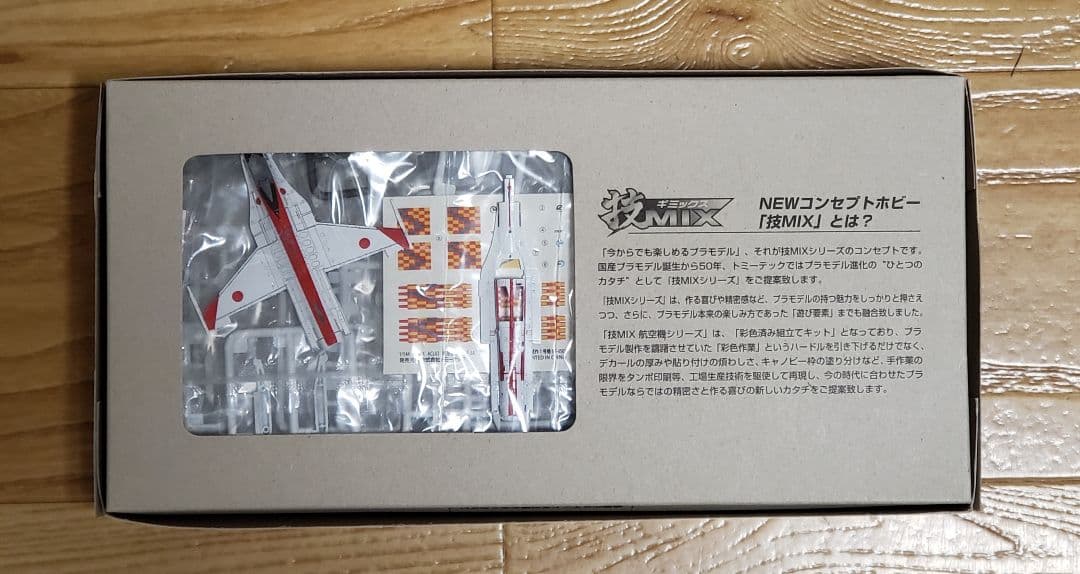 ギミックス
技MIX
NEWコンセプトホビー
「技MIX」とは？
「今からでも楽しめるプラモデル」、それが技MIXシリーズのコンセプトです。
国産プラモデル誕生から50年、トミーテックではプラモデル進化の"ひとつの
カタチ"として「技MIXシリーズ」をご提案致します。
「技MIXシリーズ」は、作る喜びや精密感など、プラモデルの持つ魅力をしっかりと押さえ
つつ、さらに、プラモデル本来の楽しみ方であった「遊び要素」までも融合致しました。
「技MIX 航空機シリーズ」は、「彩色済み組立てキット」となっており、プラ
モデル製作を躊躇させていた「彩色作業」というハードルを引き下げるだけでなく、
デカールの厚みや貼り付けの煩わしさ、キャノピー枠の塗り分けなど、手作業の
限界をタンポ印刷等、工場生産技術を駆使して再現し、今の時代に合わせたプラ
モデルならではの精密さと作る喜びの新しいカタチをご提案致します。